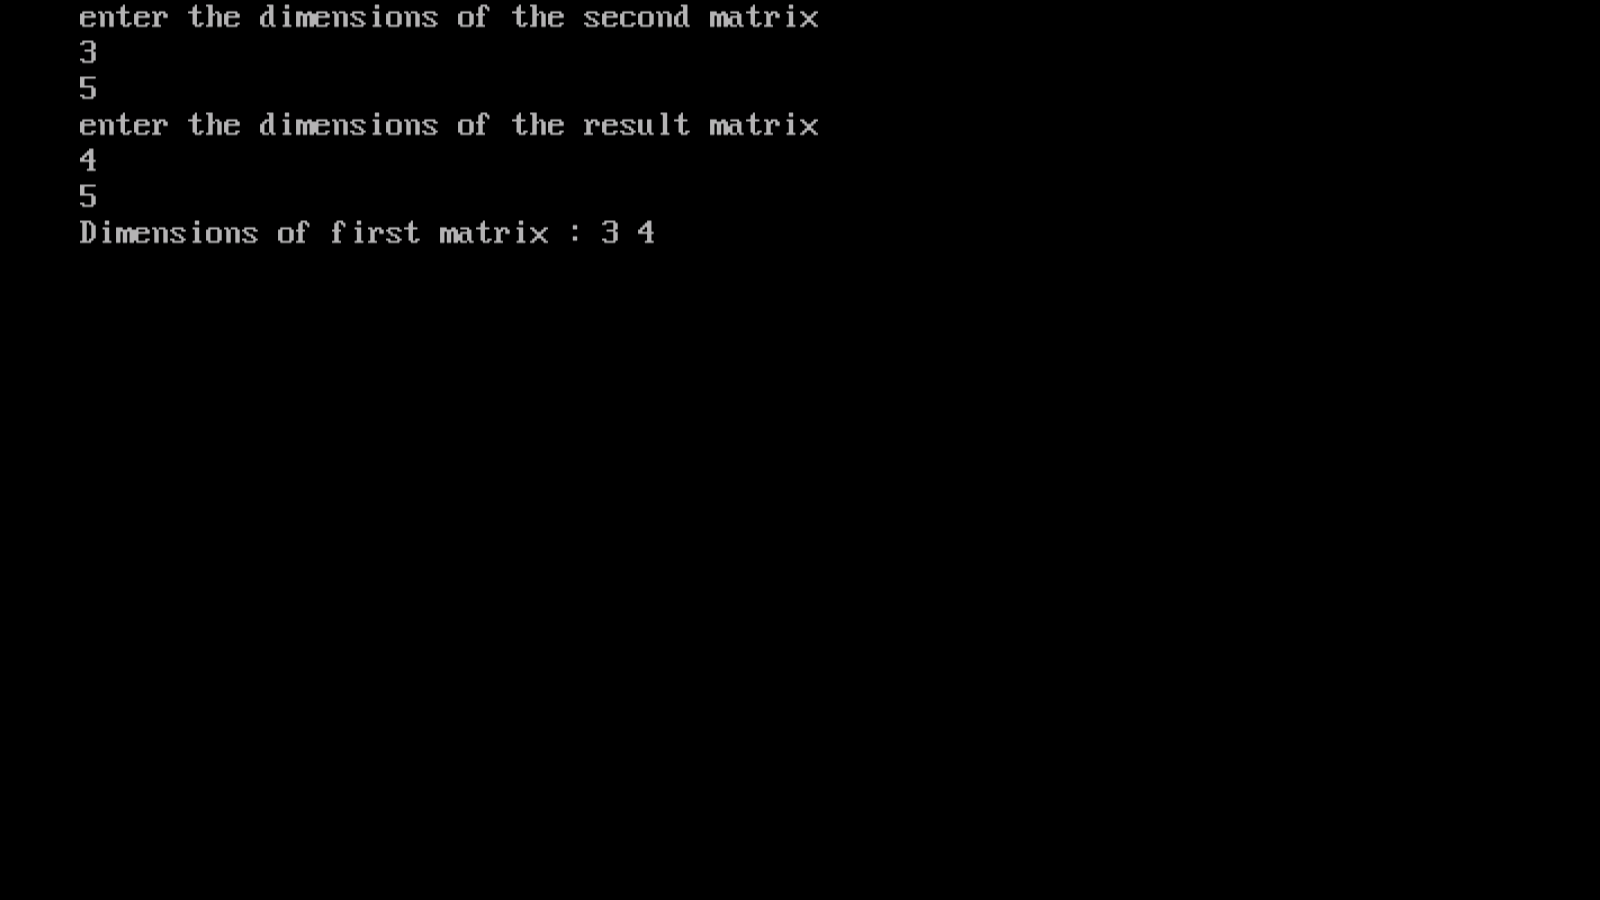 enter the dimensions of the second matrix
3
5
enter the dimensions of the result matrix
4
5
Dimensions of first matrix : 3 4